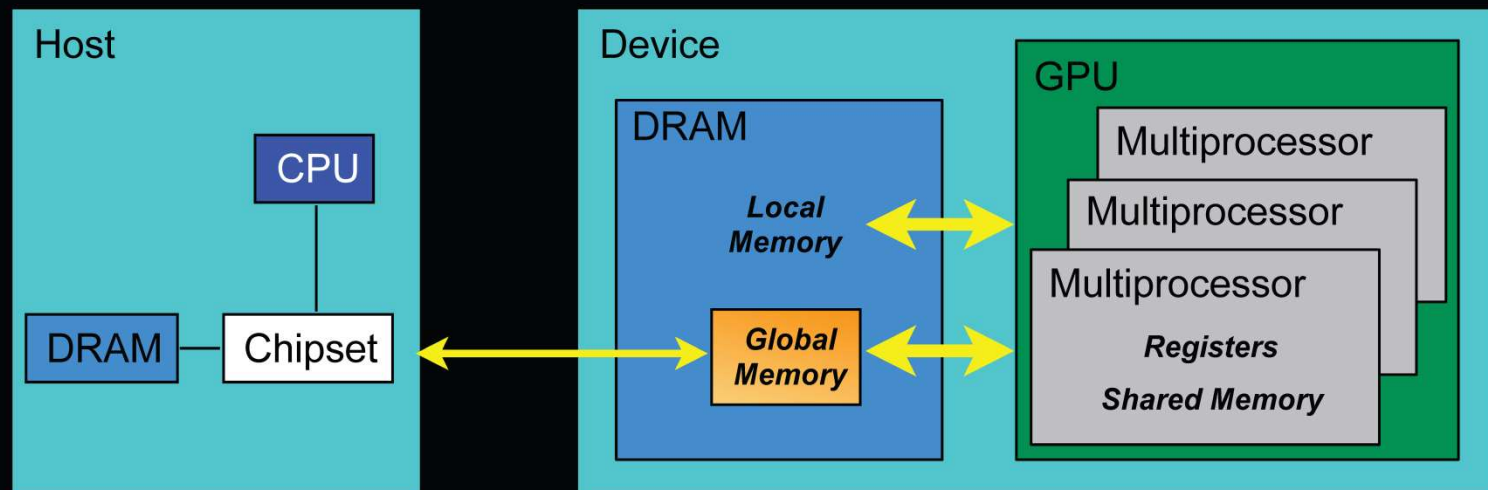 Host
CPU
DRAM
Chipset
Device
DRAM
Local
Memory
Global
Memory
GPU
Multiprocessor
Multiprocessor
Multiprocessor
Registers
Shared Memory